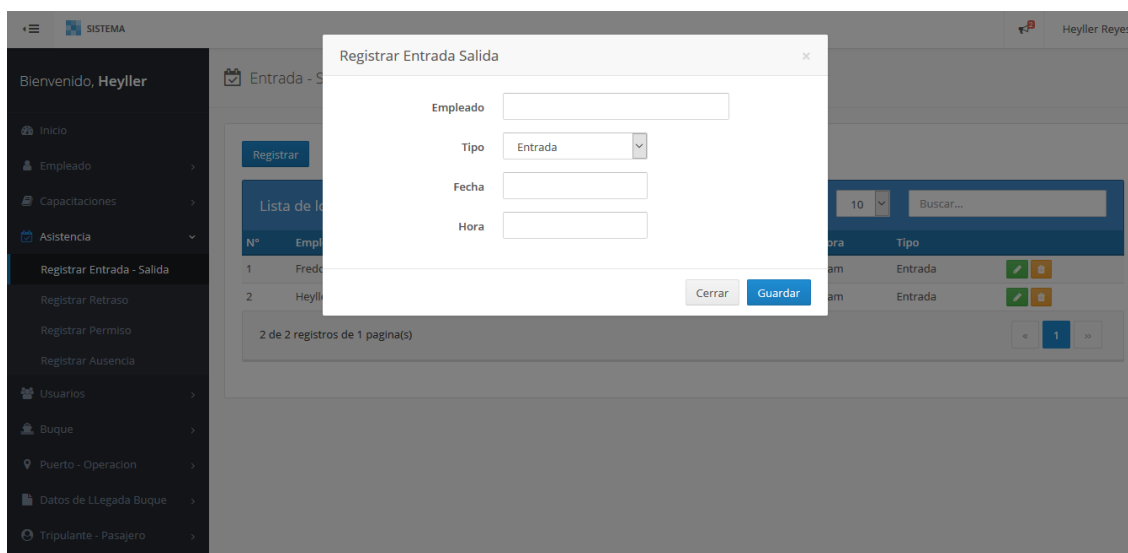 SISTEMA
2
Heyller Reyes
Bienvenido, Heyller
Inicio
Empleado
Capacitaciones
Asistencia
Registrar Entrada - Salida
Registrar Retraso
Registrar Permiso
Registrar Ausencia
Usuarios
Buque
Puerto - Operacion
Datos de LLegada Buque
Tripulante - Pasajero
Entrada - S
Registrar
Lista de lo
10
Buscar...
N° Empl ora Tipo
1 Fredd am Entrada
2 Heylle am Entrada
2 de 2 registros de 1 pagina(s)
« 1 »
Registrar Entrada Salida
×
Empleado
Tipo Entrada
Fecha
Hora
Cerrar Guardar